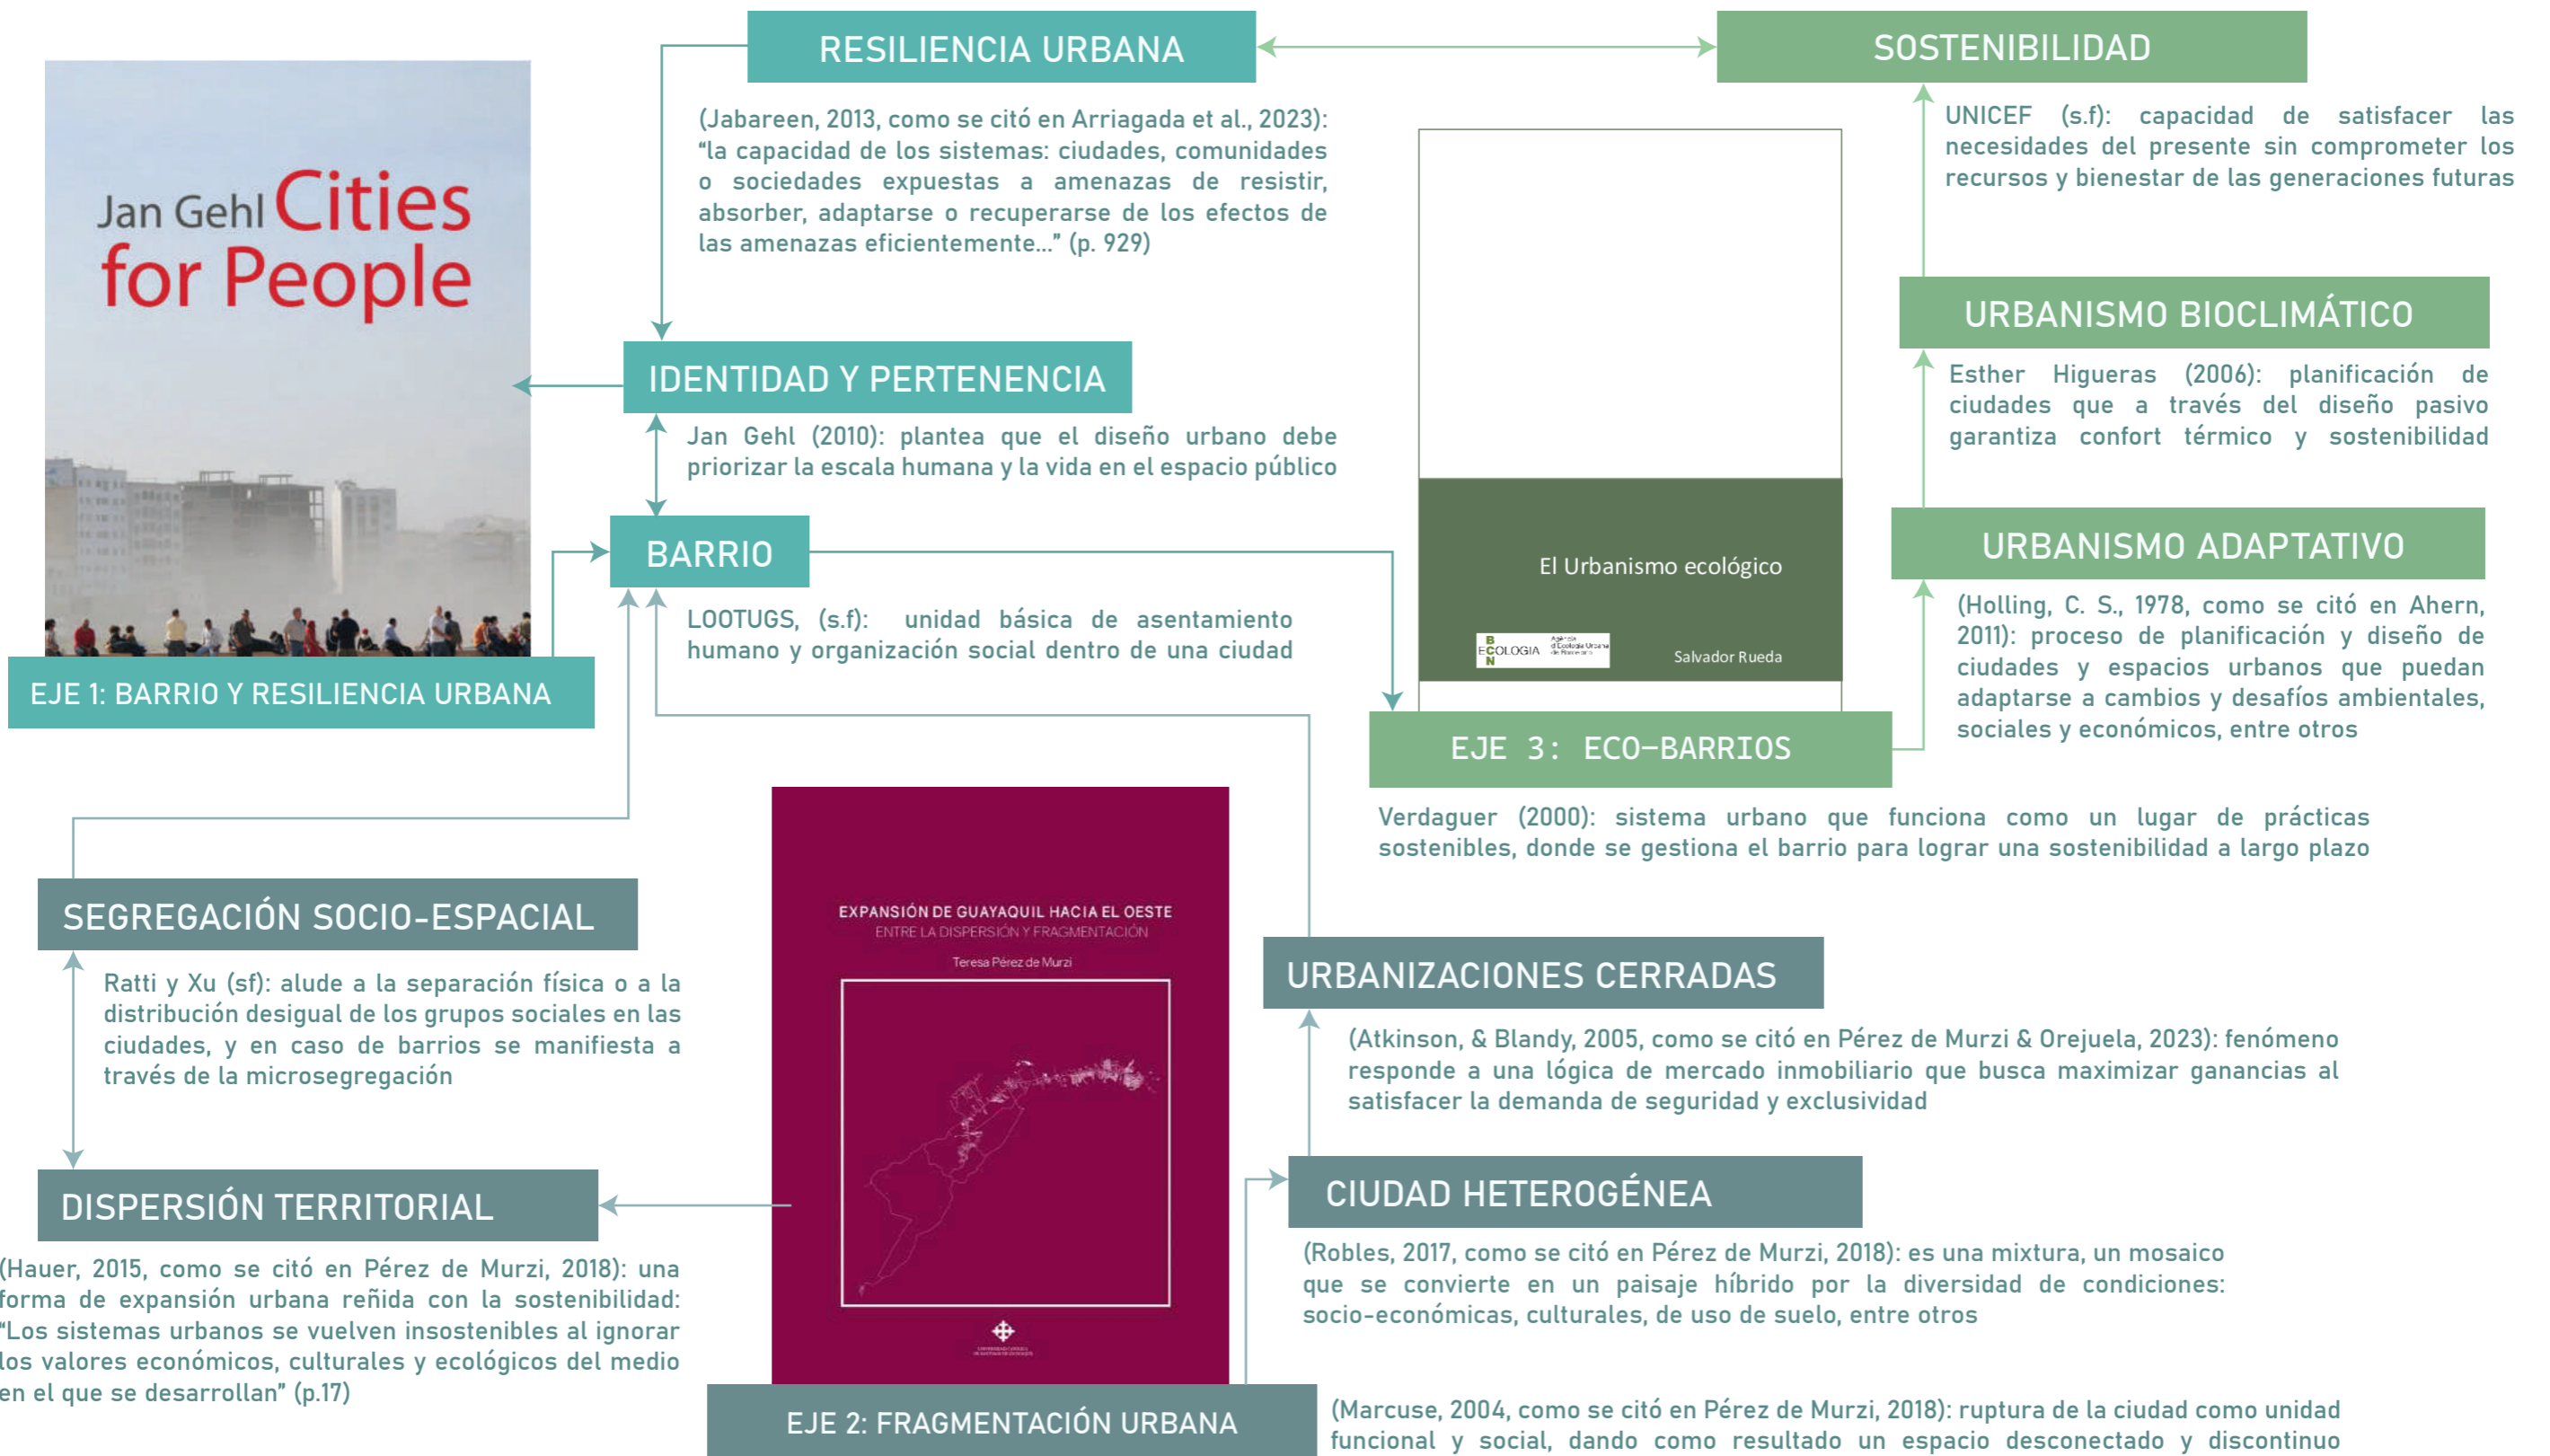 RESILIENCIA URBANA
(Jabareen, 2013, como se citó en Arriagada et al., 2023):
“la capacidad de los sistemas: ciudades, comunidades
o sociedades expuestas a amenazas de resistir,
absorber, adaptarse o recuperarse de los efectos de
las amenazas eficientemente...” (p. 929)
SOSTENIBILIDAD
UNICEF (s.f): capacidad de satisfacer las
necesidades del presente sin comprometer los
recursos y bienestar de las generaciones futuras
Jan Gehl Cities
for People
IDENTIDAD Y PERTENENCIA
Jan Gehl (2010): plantea que el diseño urbano debe
priorizar la escala humana y la vida en el espacio público
URBANISMO BIOCLIMÁTICO
Esther Higueras (2006): planificación de
ciudades que a través del diseño pasivo
garantiza confort térmico y sostenibilidad
BARRIO
LOOTUGS, (s.f): unidad básica de asentamiento
humano y organización social dentro de una ciudad
EJE 1: BARRIO Y RESILIENCIA URBANA
El Urbanismo ecológico
BCN
ECOLOGIA
Agència
d'Ecologia Urbana
de Barcelona
Salvador Rueda
URBANISMO ADAPTATIVO
(Holling, C. S., 1978, como se citó en Ahern,
2011): proceso de planificación y diseño de
ciudades y espacios urbanos que puedan
adaptarse a cambios y desafíos ambientales,
sociales y económicos, entre otros
EJE 3: ECO-BARRIOS
Verdaguer (2000): sistema urbano que funciona como un lugar de prácticas
sostenibles, donde se gestiona el barrio para lograr una sostenibilidad a largo plazo
SEGREGACIÓN SOCIO-ESPACIAL
Ratti y Xu (sf): alude a la separación física o a la
distribución desigual de los grupos sociales en las
ciudades, y en caso de barrios se manifiesta a
través de la microsegregación
EXPANSIÓN DE GUAYAQUIL HACIA EL OESTE
ENTRE LA DISPERSIÓN Y FRAGMENTACIÓN
Teresa Pérez de Murzi
URBANIZACIONES CERRADAS
(Atkinson, & Blandy, 2005, como se citó en Pérez de Murzi & Orejuela, 2023): fenómeno
responde a una lógica de mercado inmobiliario que busca maximizar ganancias al
satisfacer la demanda de seguridad y exclusividad
DISPERSIÓN TERRITORIAL
(Hauer, 2015, como se citó en Pérez de Murzi, 2018): una
forma de expansión urbana reñida con la sostenibilidad:
“Los sistemas urbanos se vuelven insostenibles al ignorar
los valores económicos, culturales y ecológicos del medio
en el que se desarrollan” (p.17)
CIUDAD HETEROGÉNEA
(Robles, 2017, como se citó en Pérez de Murzi, 2018): es una mixtura, un mosaico
que se convierte en un paisaje híbrido por la diversidad de condiciones:
socio-económicas, culturales, de uso de suelo, entre otros
EJE 2: FRAGMENTACIÓN URBANA
(Marcuse, 2004, como se citó en Pérez de Murzi, 2018): ruptura de la ciudad como unidad
funcional y social, dando como resultado un espacio desconectado y discontinuo